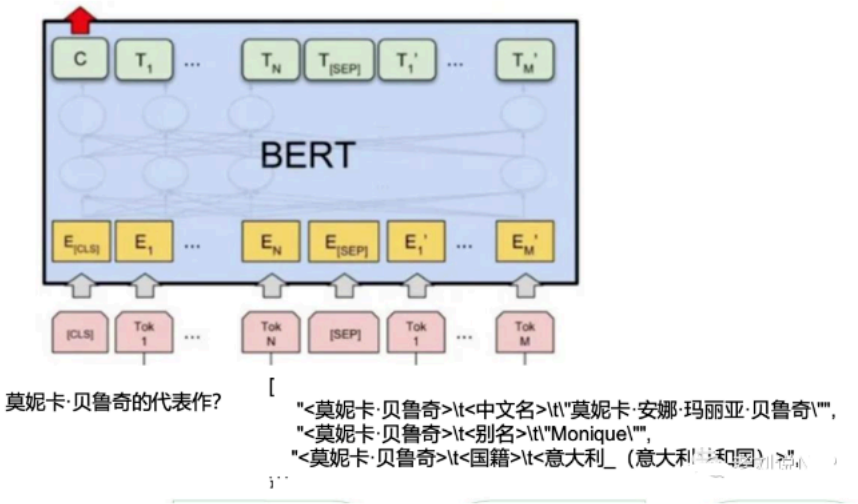 C T1 ... TN T[SEP] T1' ... TM'
BERT
E[CLS] E1 ... EN E[SEP] E1' ... EM'
[CLS] Tok 1 ... Tok N [SEP] Tok 1 ... Tok M
莫妮卡·贝鲁奇的代表作?
[
"<莫妮卡·贝鲁奇>\t<中文名>\t\"莫妮卡·安娜·玛丽亚·贝鲁奇\"",
"<莫妮卡·贝鲁奇>\t<别名>\t\"Monique\"",
"<莫妮卡·贝鲁奇>\t<国籍>\t<意大利_（意大利共和国）>",